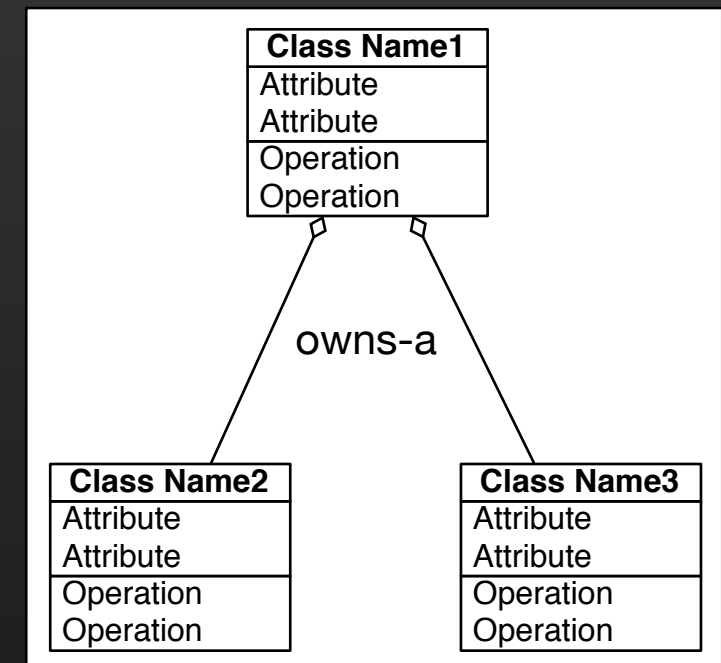 Class Name1
Attribute
Attribute
Operation
Operation
owns-a
Class Name2
Attribute
Attribute
Operation
Operation
Class Name3
Attribute
Attribute
Operation
Operation